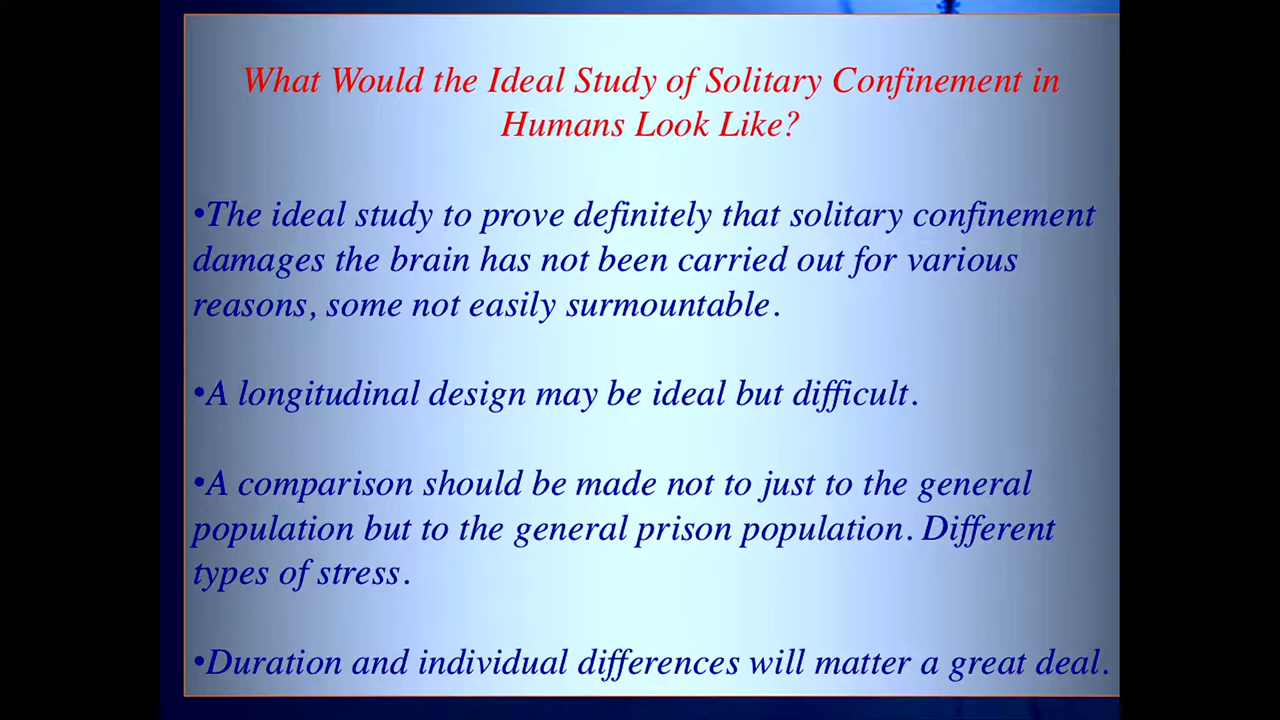 What Would the Ideal Study of Solitary Confinement in
Humans Look Like?
•The ideal study to prove definitely that solitary confinement
damages the brain has not been carried out for various
reasons, some not easily surmountable.
•A longitudinal design may be ideal but difficult.
•A comparison should be made not to just to the general
population but to the general prison population. Different
types of stress.
•Duration and individual differences will matter a great deal.